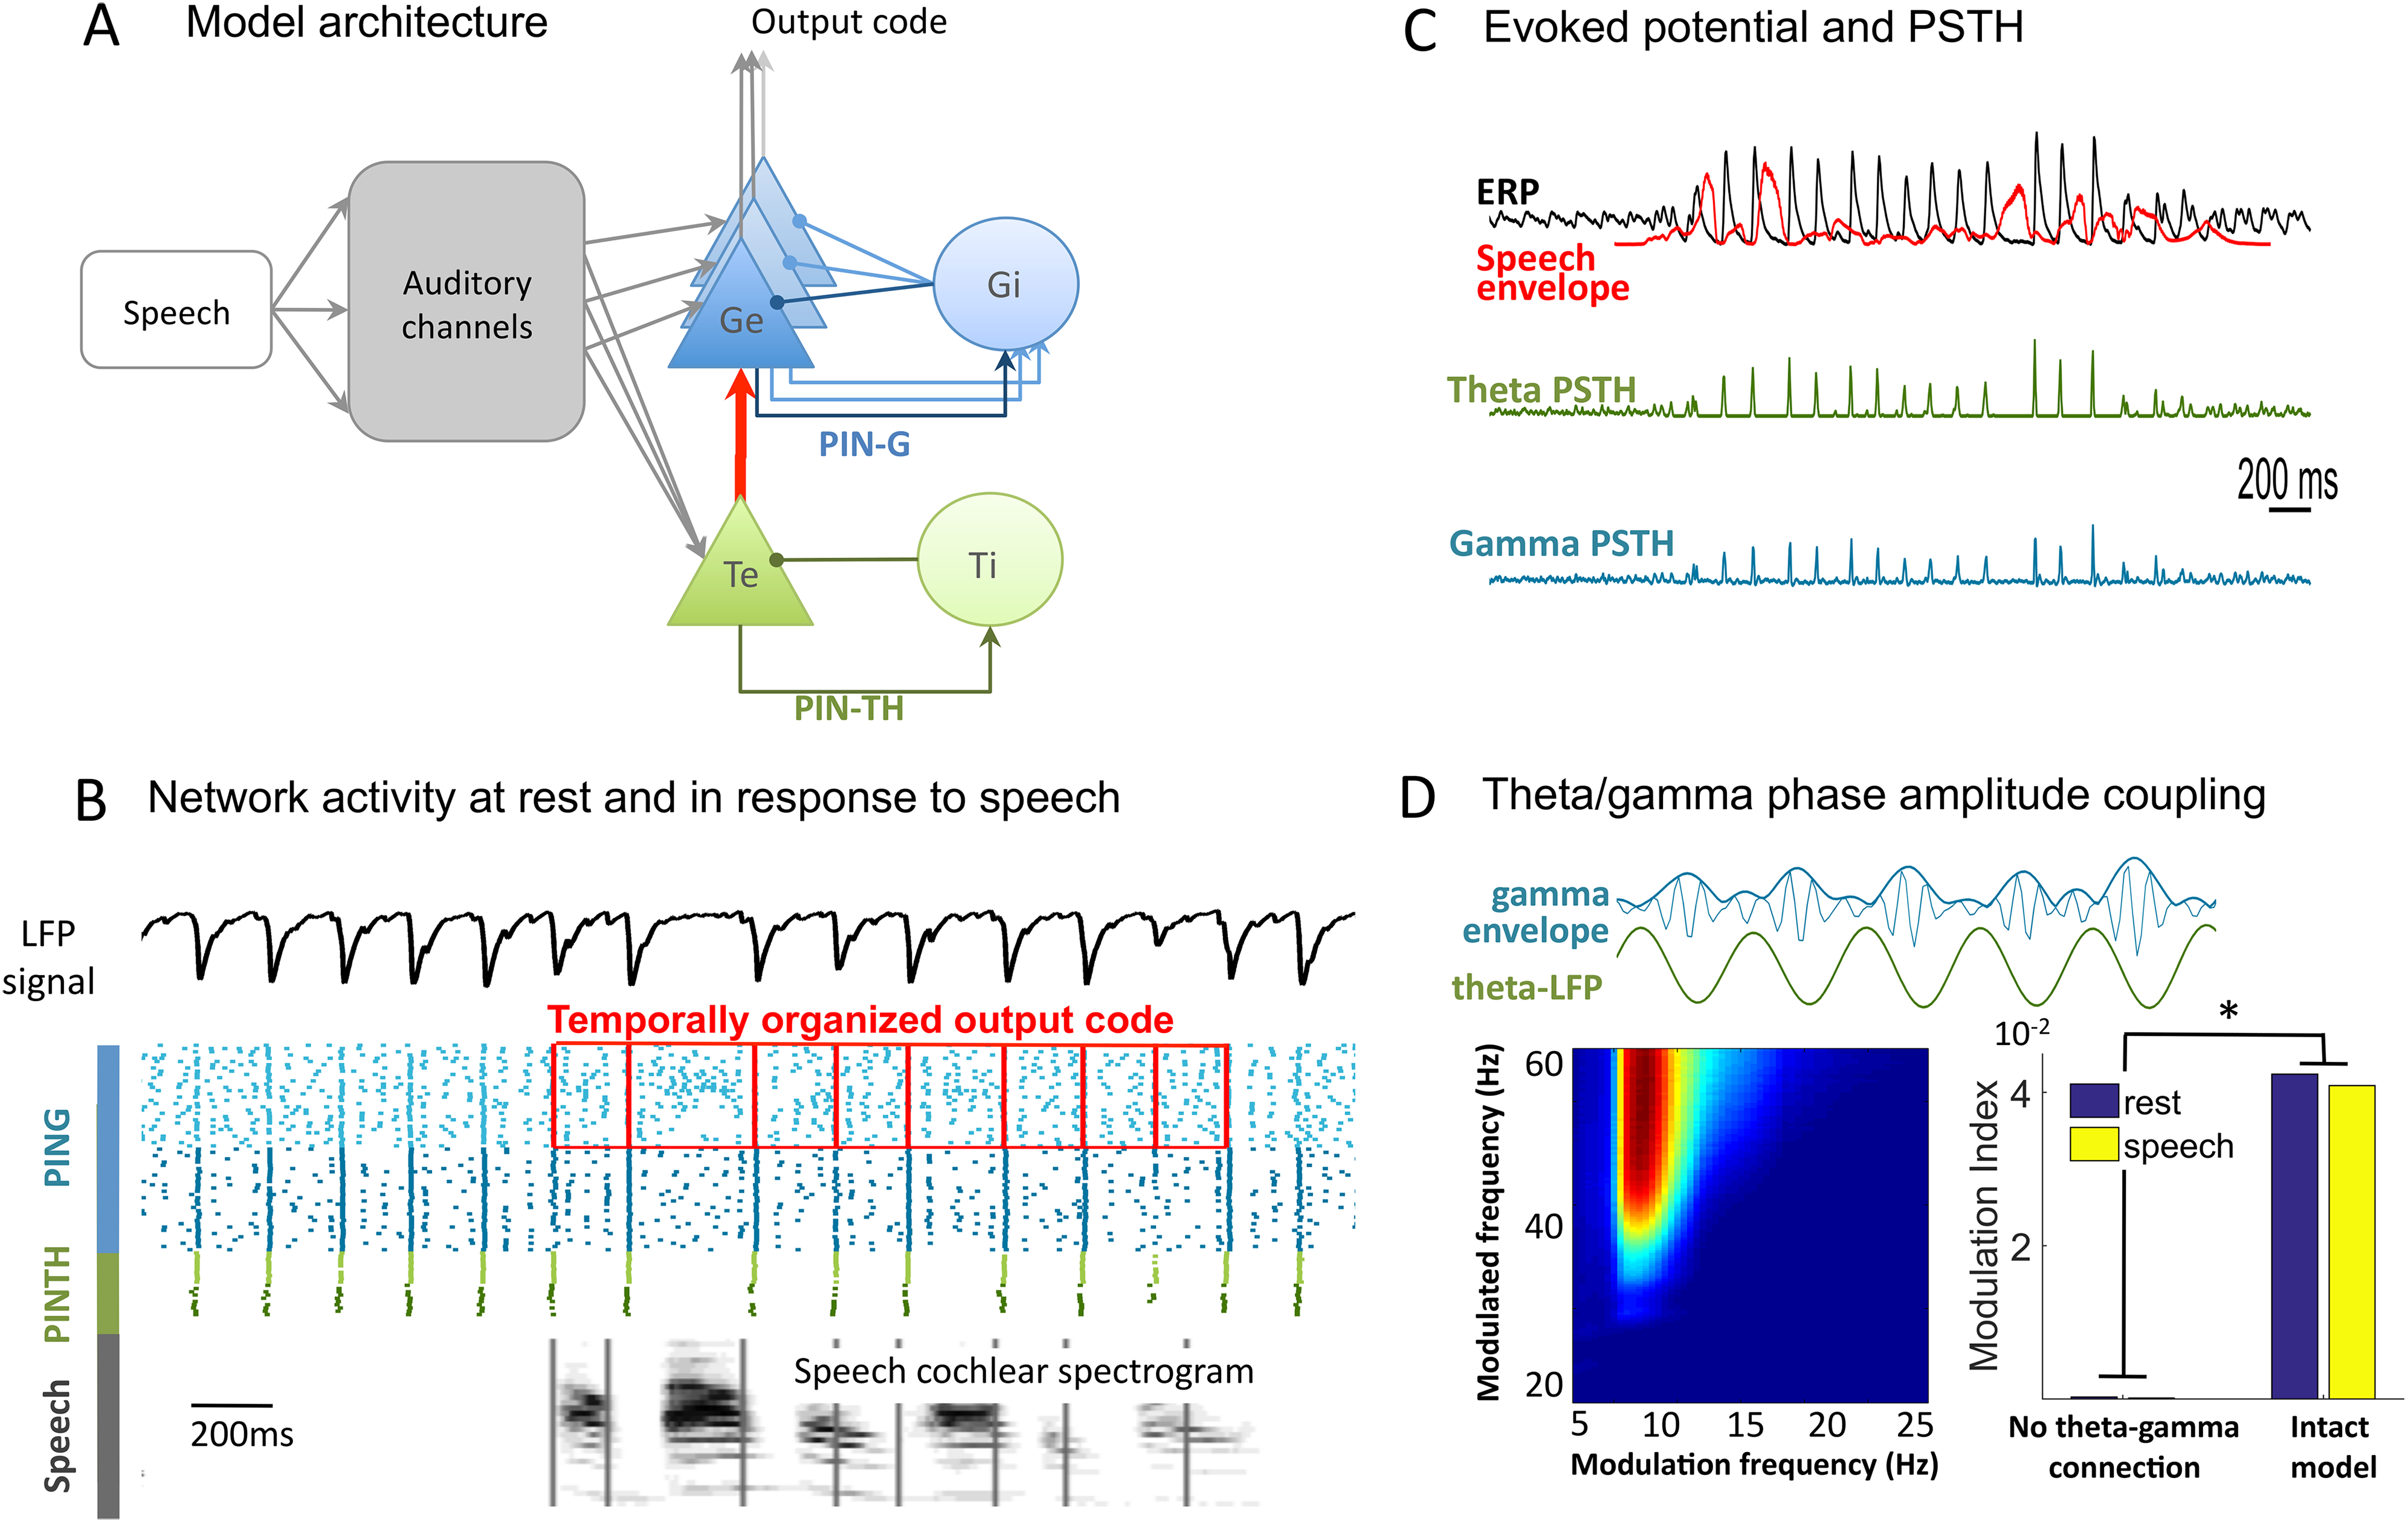 A Model architecture
Output code
Speech
Auditory
channels
Ge
Gi
PIN-G
Te
Ti
PIN-TH
B Network activity at rest and in response to speech
LFP
signal
Temporally organized output code
PING
PINTH
Speech
200ms
Speech cochlear spectrogram
C Evoked potential and PSTH
ERP
Speech
envelope
Theta PSTH
200 ms
Gamma PSTH
D Theta/gamma phase amplitude coupling
gamma
envelope
theta-LFP
Modulated frequency (Hz)
60
40
20
5 10 15 20 25
Modulation frequency (Hz)
*
10-2
Modulation Index
4
2
rest
speech
No theta-gamma
connection
Intact
model